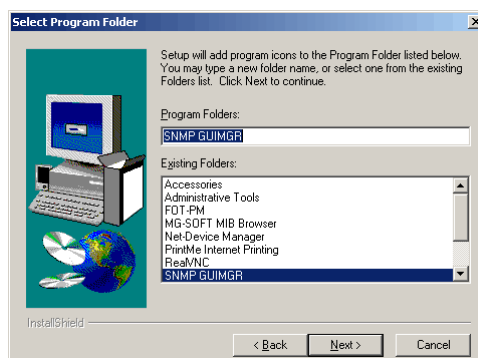 Select Program Folder
Setup will add program icons to the Program Folder listed below.
You may type a new folder name, or select one from the existing
Folders list. Click Next to continue.
Program Folders:
SNMP GUIMGR
Existing Folders:
Accessories
Administrative Tools
FOT-PM
MG-SOFT MIB Browser
Net-Device Manager
PrintMe Internet Printing
RealVNC
SNMP GUIMGR
InstallShield
< Back
Next >
Cancel